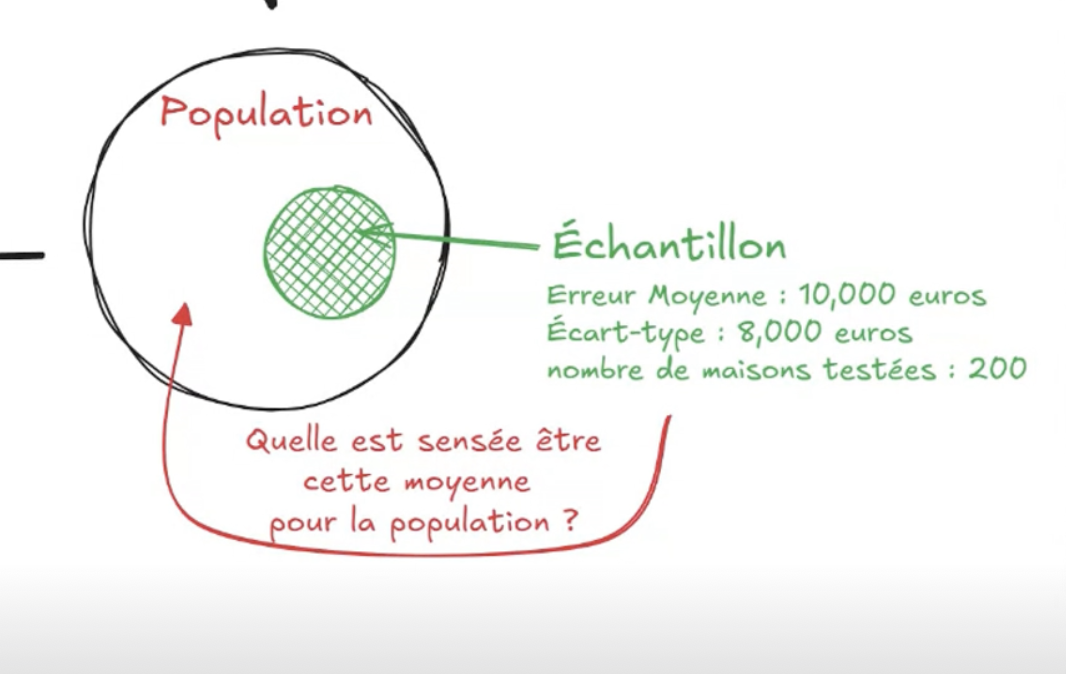 Population
Échantillon
Erreur Moyenne : 10,000 euros
Écart-type : 8,000 euros
nombre de maisons testées : 200
Quelle est sensée être
cette moyenne
pour la population ?